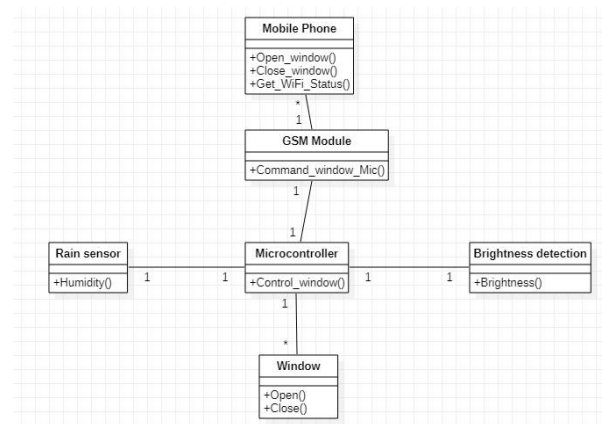 Mobile Phone
+Open_window()
+Close_window()
+Get_WiFi_Status()
*
1
GSM Module
+Command_window_Mic()
1
1
Rain sensor
+Humidity()
1
1
Microcontroller
+Control_window()
1
1
Brightness detection
+Brightness()
1
*
Window
+Open()
+Close()